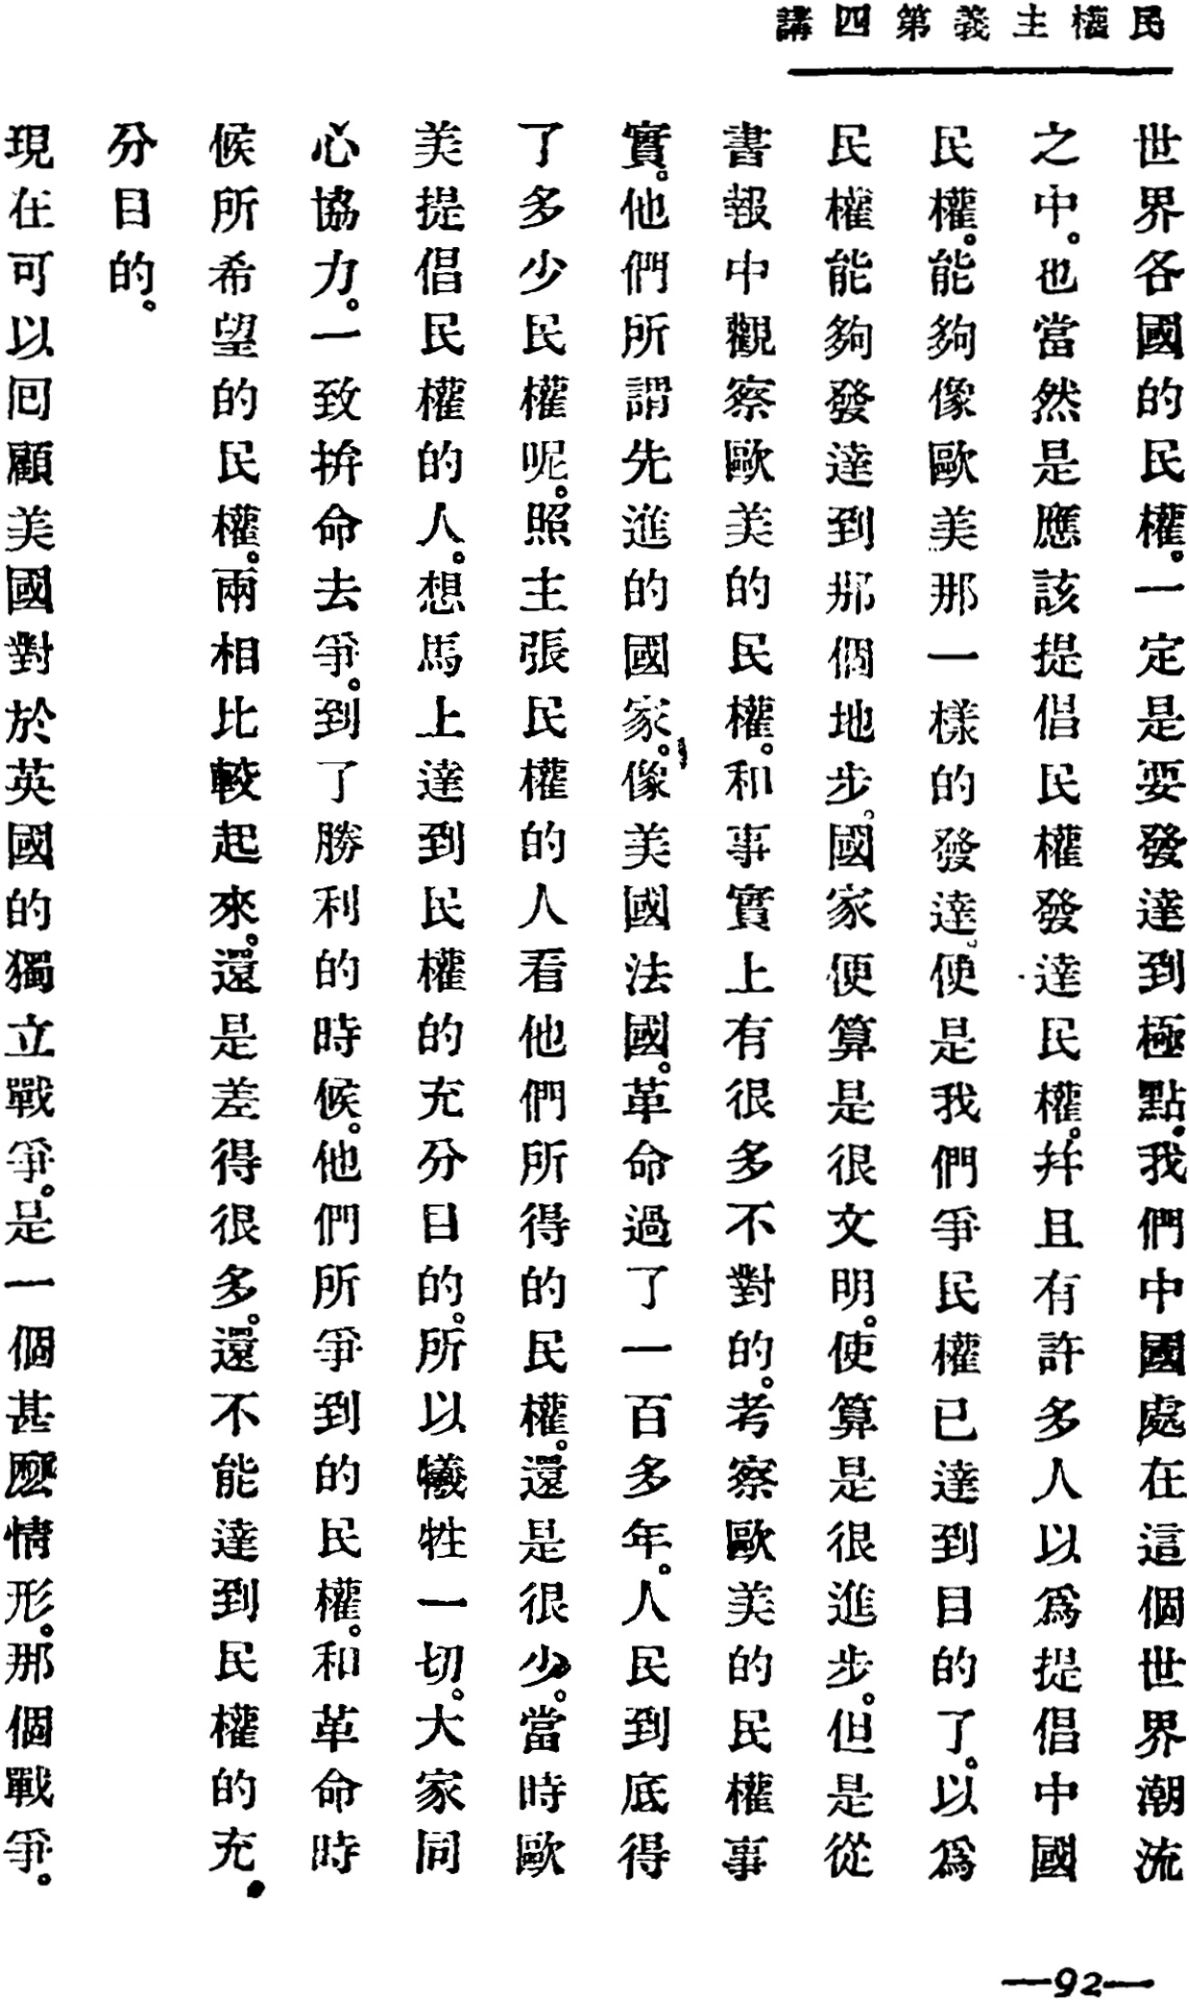 民權主義第四講
世界各國的民權。一定是要發達到極點。我們中國處在這個世界潮流
之中。也當然是應該提倡民權發達民權。并且有許多人以爲提倡中國
民權。能夠像歐美那一樣的發達。便是我們爭民權已達到目的了。以爲
民權能夠發達到那個地步。國家便算是很文明。便算是很進步。但是從
書報中觀察歐美的民權。和事實上有很多不對的。考察歐美的民權事
實。他們所謂先進的國家。像美國法國。革命過了一百多年。人民到底得
了多少民權呢。照主張民權的人看他們所得的民權。還是很少。當時歐
美提倡民權的人。想馬上達到民權的充分目的。所以犧牲一切。大家同
心協力。一致拚命去爭。到了勝利的時候。他們所爭到的民權。和革命時
候所希望的民權。兩相比較起來。還是差得很多。還不能達到民權的充
分目的。
現在可以囘顧美國對於英國的獨立戰爭。是一個甚麼情形。那個戰爭。
—92—